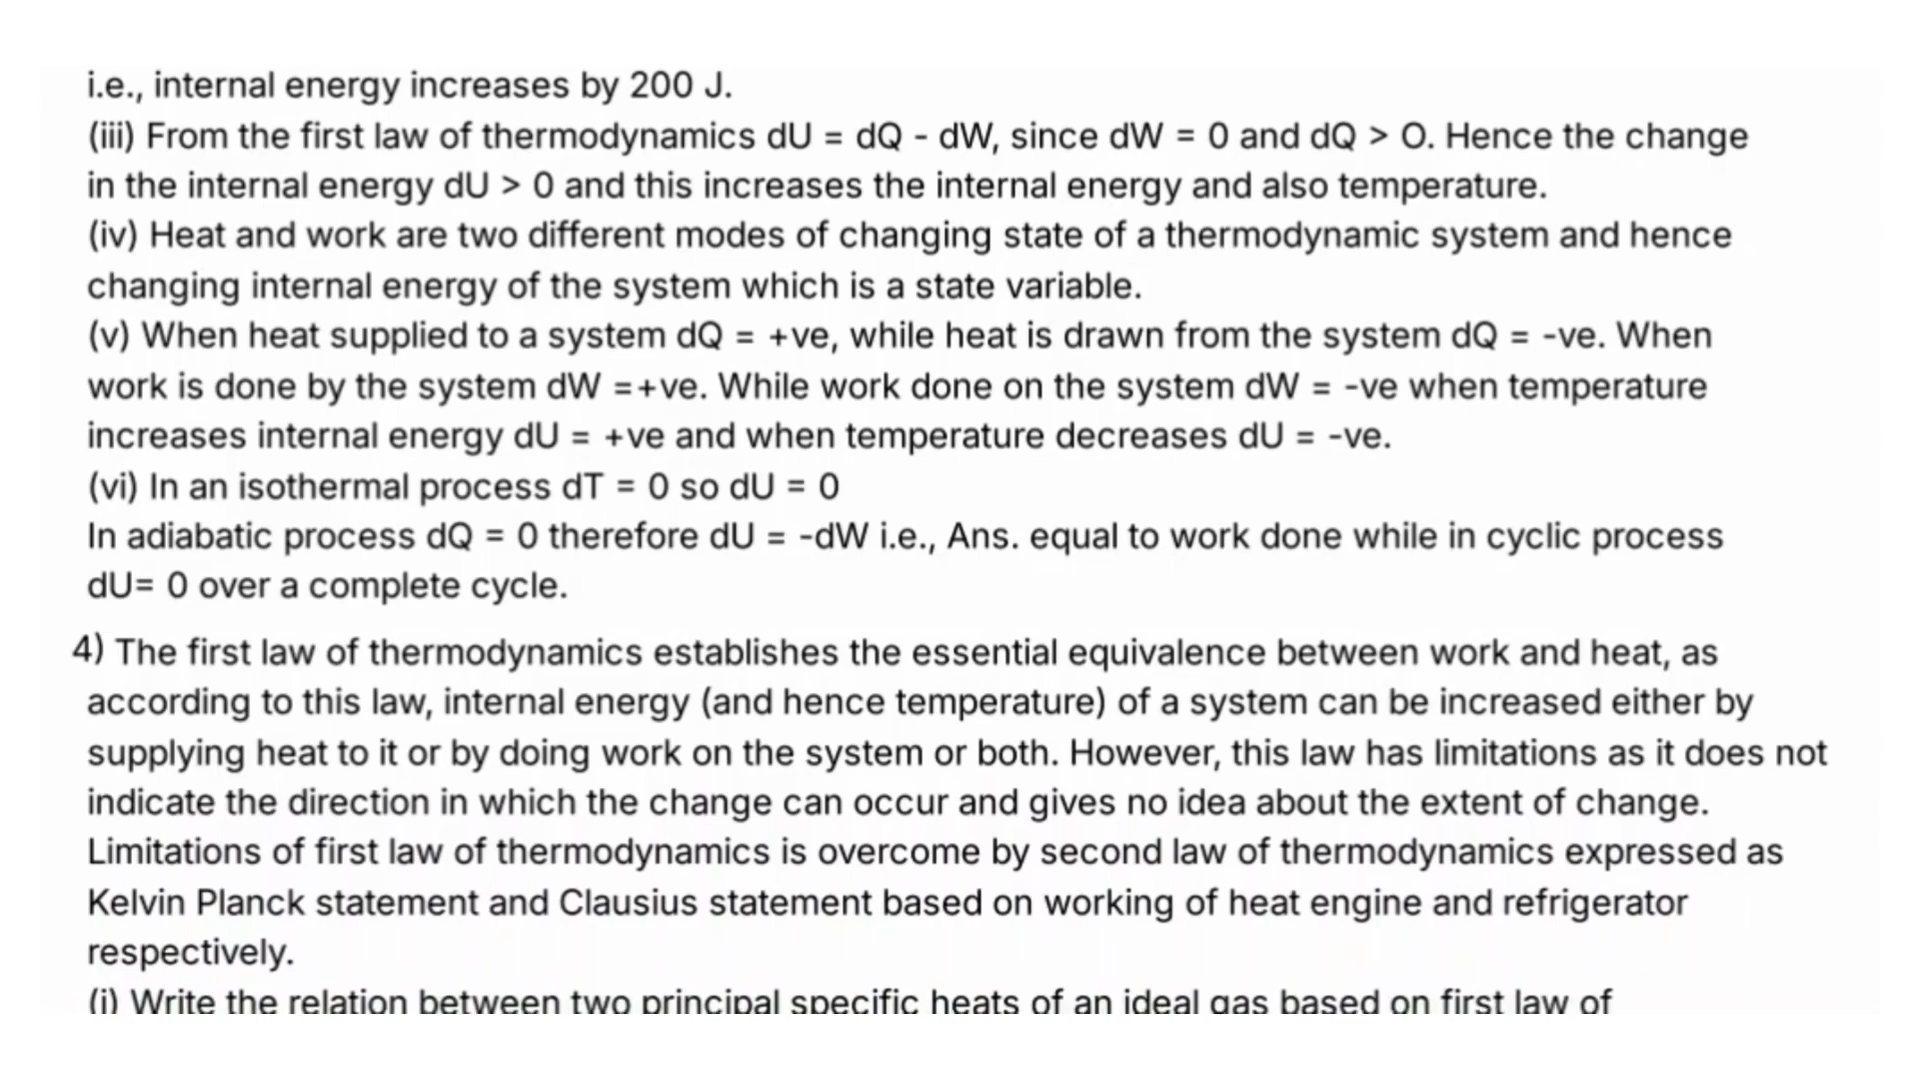 i.e., internal energy increases by 200 J.
(iii) From the first law of thermodynamics dU = dQ - dW, since dW = 0 and dQ > O. Hence the change
in the internal energy dU > 0 and this increases the internal energy and also temperature.
(iv) Heat and work are two different modes of changing state of a thermodynamic system and hence
changing internal energy of the system which is a state variable.
(v) When heat supplied to a system dQ = +ve, while heat is drawn from the system dQ = -ve. When
work is done by the system dW =+ve. While work done on the system dW = -ve when temperature
increases internal energy dU = +ve and when temperature decreases dU = -ve.
(vi) In an isothermal process dT = 0 so dU = 0
In adiabatic process dQ = 0 therefore dU = -dW i.e., Ans. equal to work done while in cyclic process
dU= 0 over a complete cycle.
4) The first law of thermodynamics establishes the essential equivalence between work and heat, as
according to this law, internal energy (and hence temperature) of a system can be increased either by
supplying heat to it or by doing work on the system or both. However, this law has limitations as it does not
indicate the direction in which the change can occur and gives no idea about the extent of change.
Limitations of first law of thermodynamics is overcome by second law of thermodynamics expressed as
Kelvin Planck statement and Clausius statement based on working of heat engine and refrigerator
respectively.
(i) Write the relation between two principal specific heats of an ideal gas based on first law of